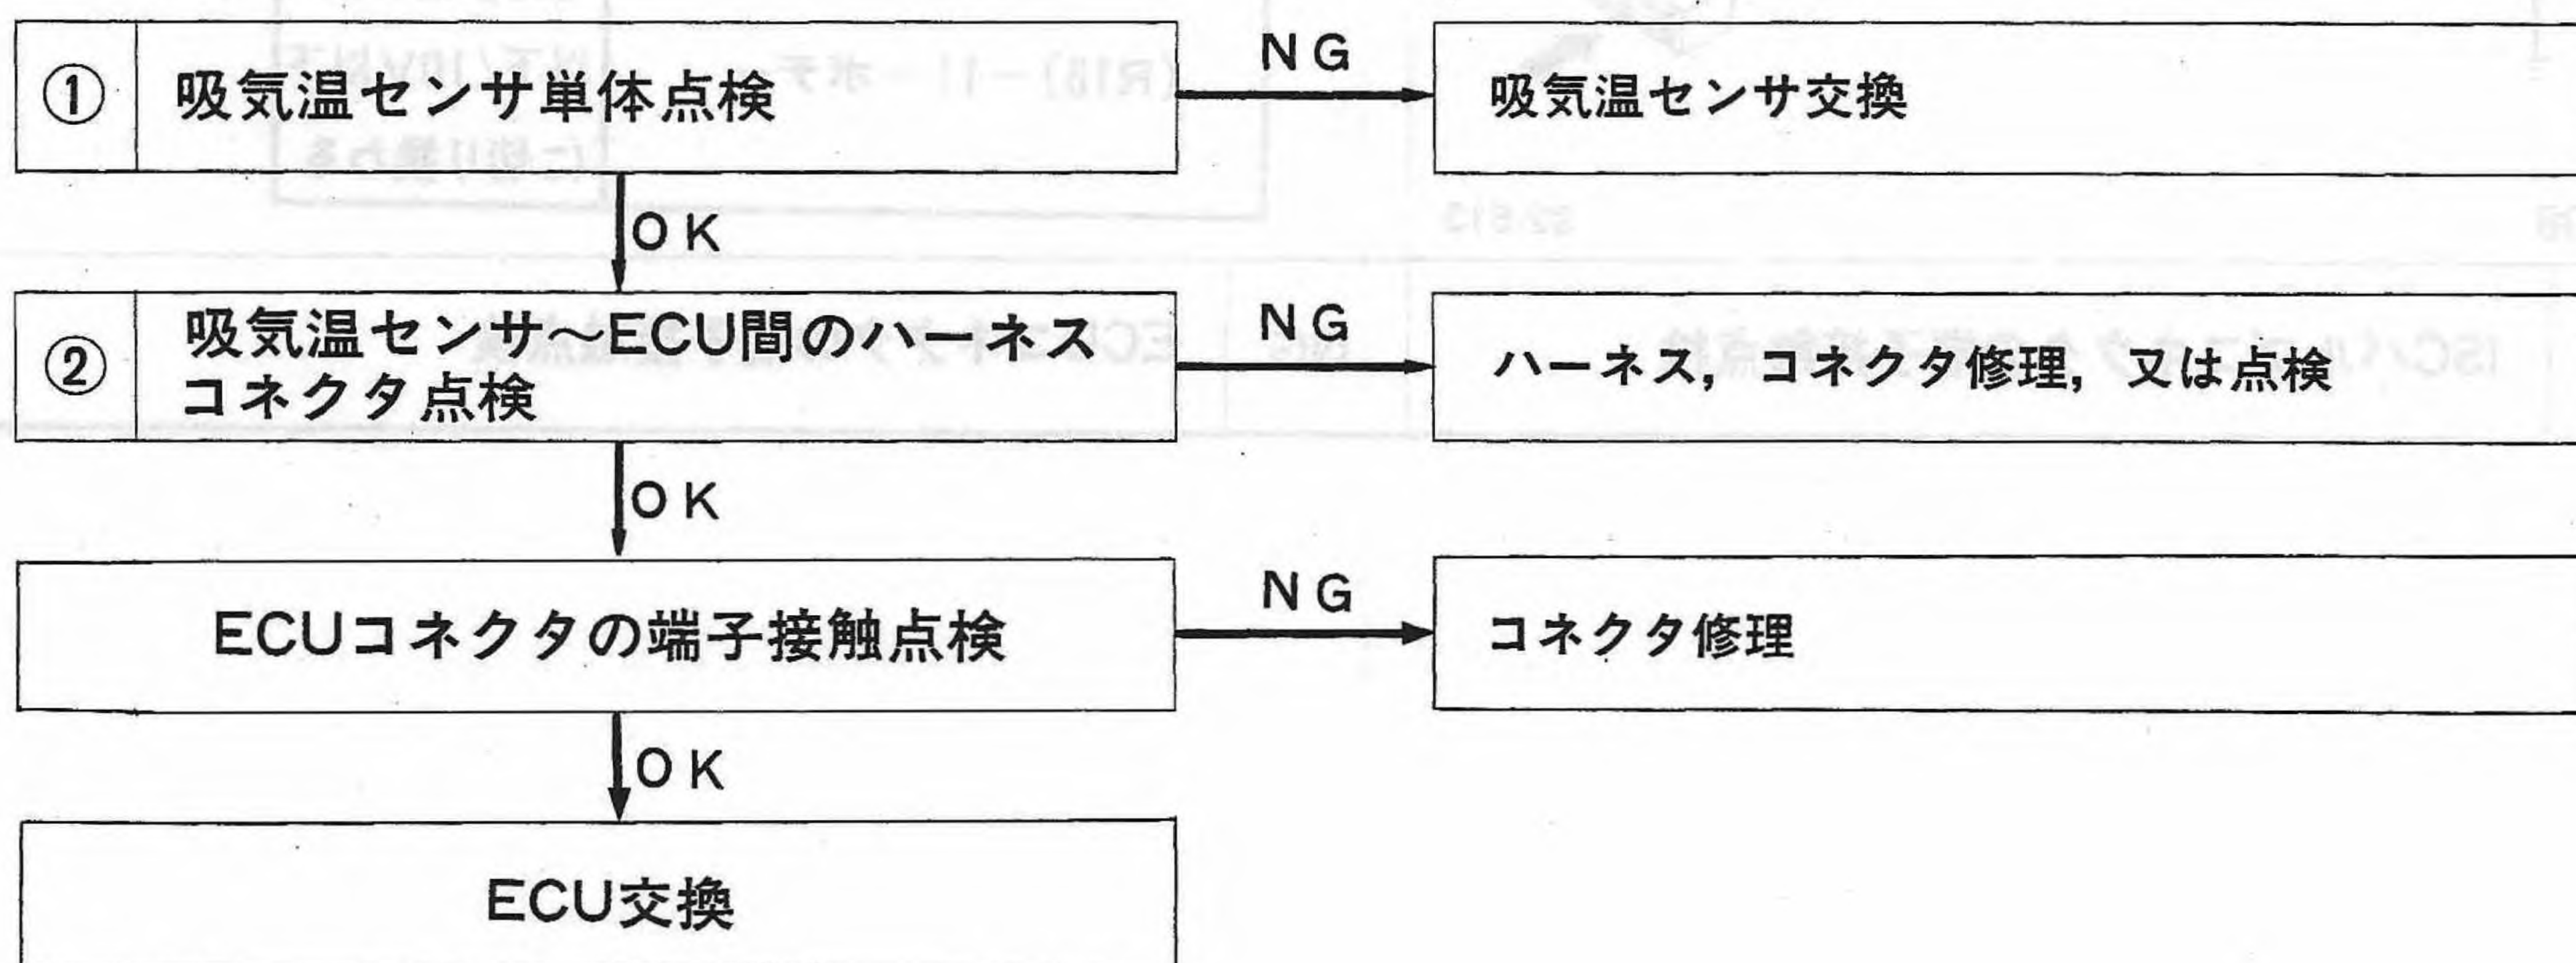 ① 吸気温センサ単体点検
NG
吸気温センサ交換
OK
② 吸気温センサ～ECU間のハーネス
コネクタ点検
NG
ハーネス，コネクタ修理，又は点検
OK
ECUコネクタの端子接触点検
NG
コネクタ修理
OK
ECU交換